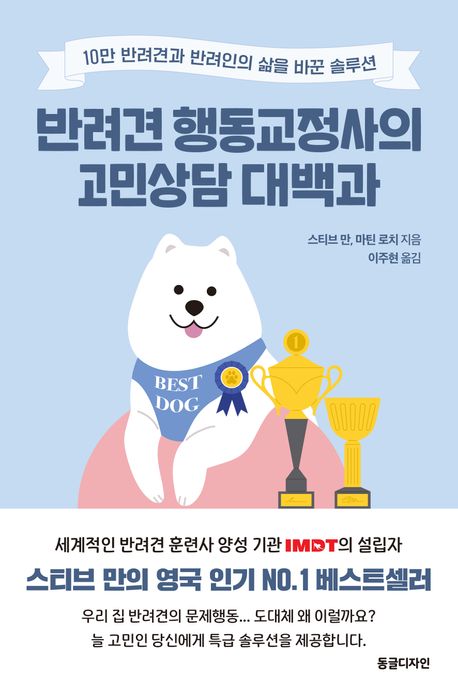 10만 반려견과 반려인의 삶을 바꾼 솔루션
반려견 행동교정사의
고민상담 대백과
스티브 만, 마틴 로치 지음
이주현 옮김
1
BEST
DOG
세계적인 반려견 훈련사 양성 기관 IMDT의 설립자
스티브 만의 영국 인기 NO.1 베스트셀러
우리 집 반려견의 문제행동... 도대체 왜 이럴까요?
늘 고민인 당신에게 특급 솔루션을 제공합니다.
동글디자인